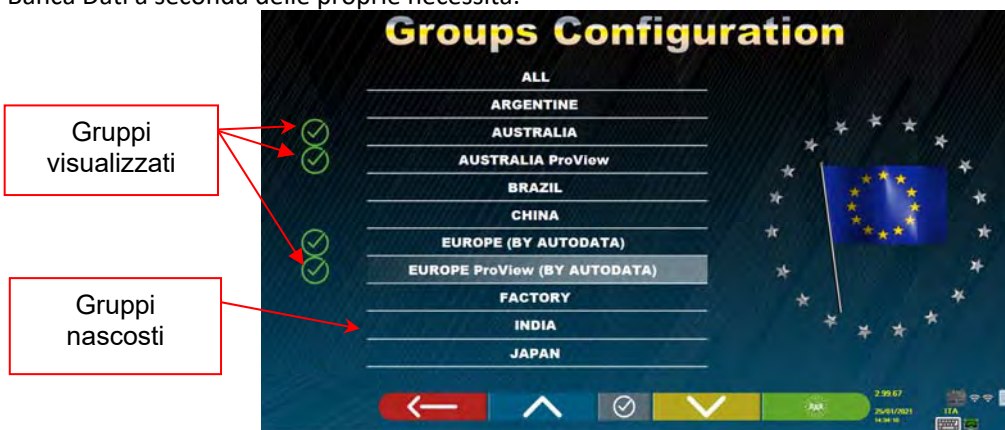 Banca Dati a seconda delle proprie necessità.
Groups Configuration
ALL
ARGENTINE
Gruppi
visualizzati
AUSTRALIA
AUSTRALIA ProView
BRAZIL
CHINA
EUROPE (BY AUTODATA)
EUROPE ProView (BY AUTODATA)
Gruppi
nascosti
FACTORY
INDIA
JAPAN
2.99.67
25/01/2021
ITA